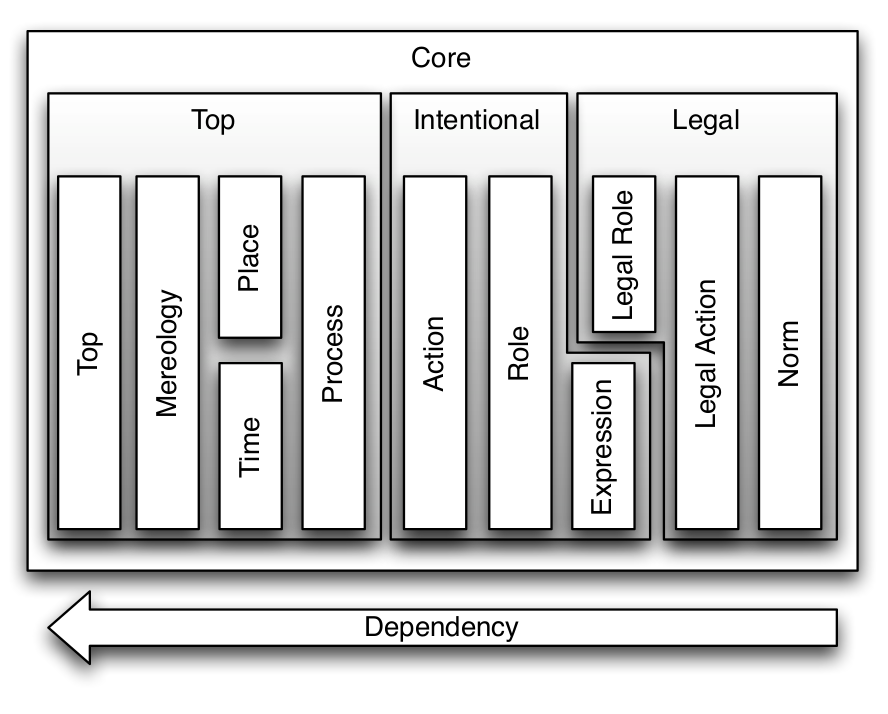 Core
Top
Intentional
Legal
Top
Mereology
Place
Time
Process
Action
Role
Legal Role
Expression
Legal Action
Norm
Dependency